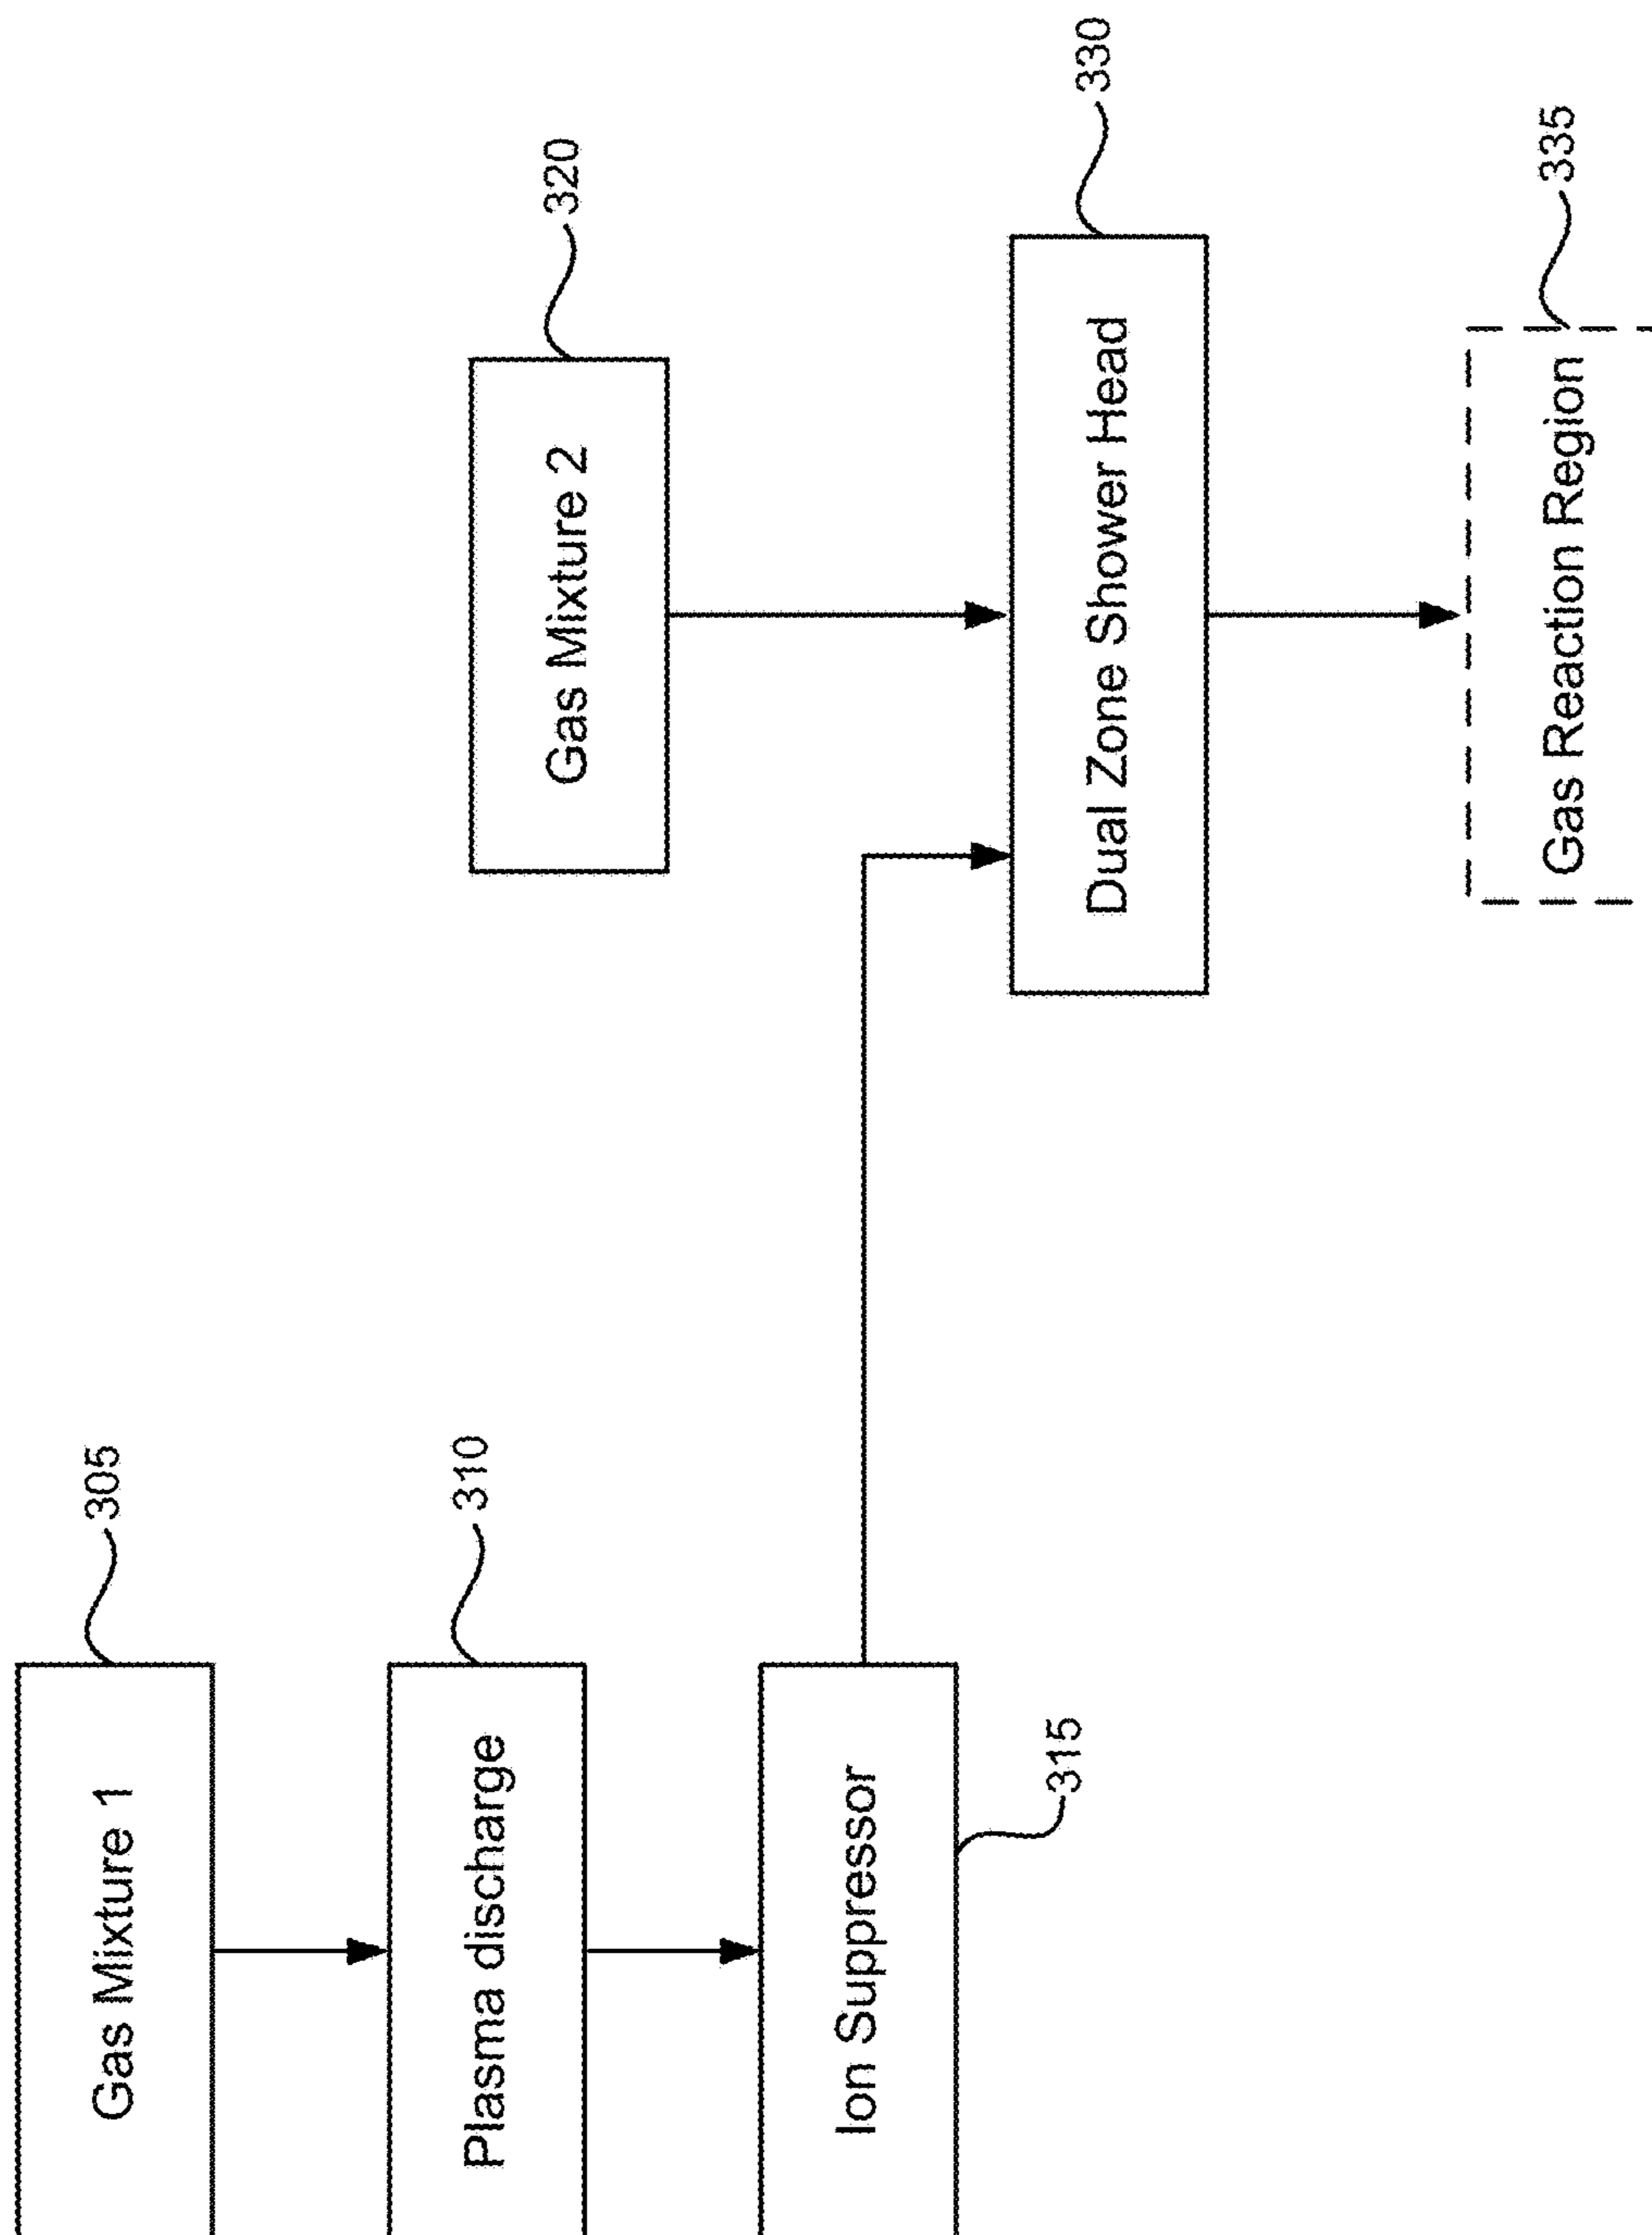 Gas Mixture 1
305
Plasma discharge
310
Ion Suppressor
315
Gas Mixture 2
320
Dual Zone Shower Head
330
Gas Reaction Region
335